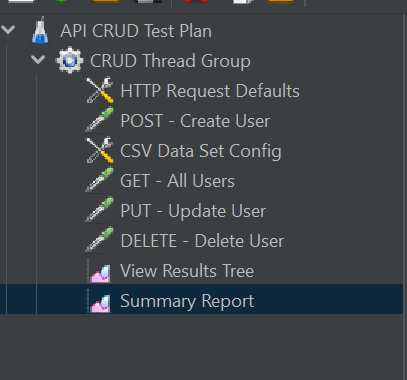 API CRUD Test Plan
CRUD Thread Group
HTTP Request Defaults
POST - Create User
CSV Data Set Config
GET - All Users
PUT - Update User
DELETE - Delete User
View Results Tree
Summary Report